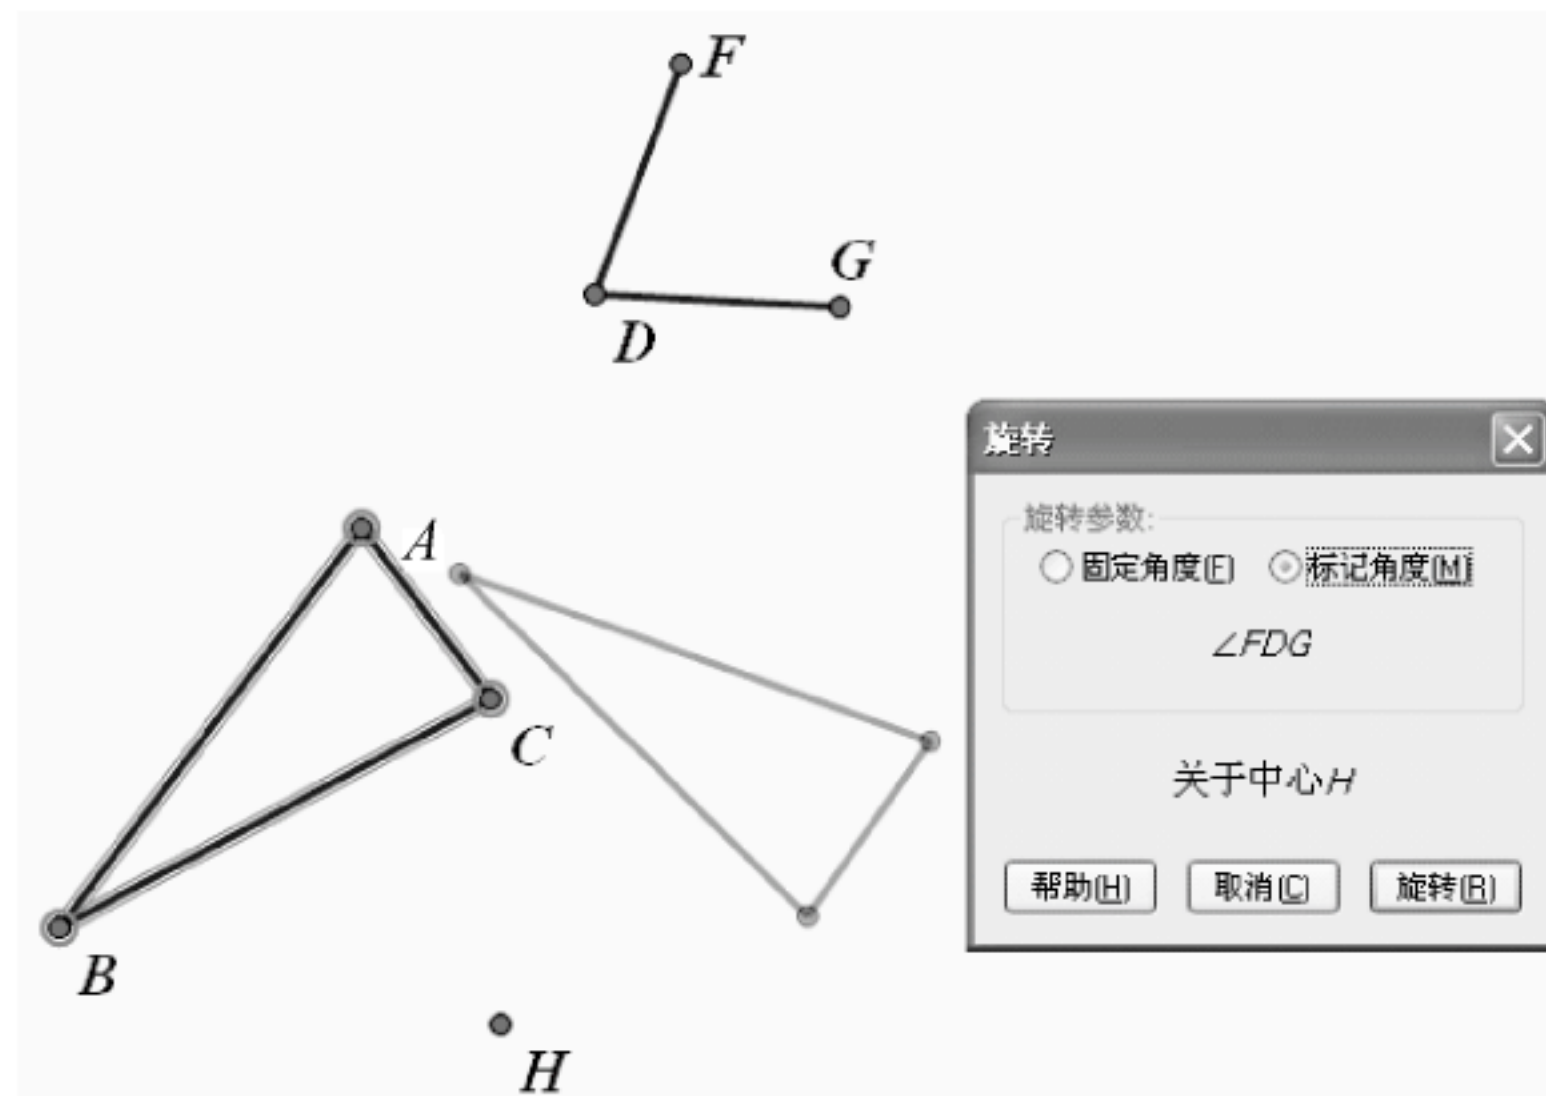 F
G
D
旋转
旋转参数:
A
固定角度(F) 标记角度(M)
∠FDG
C
关于中心H
帮助(H) 取消(C) 旋转(R)
B
H